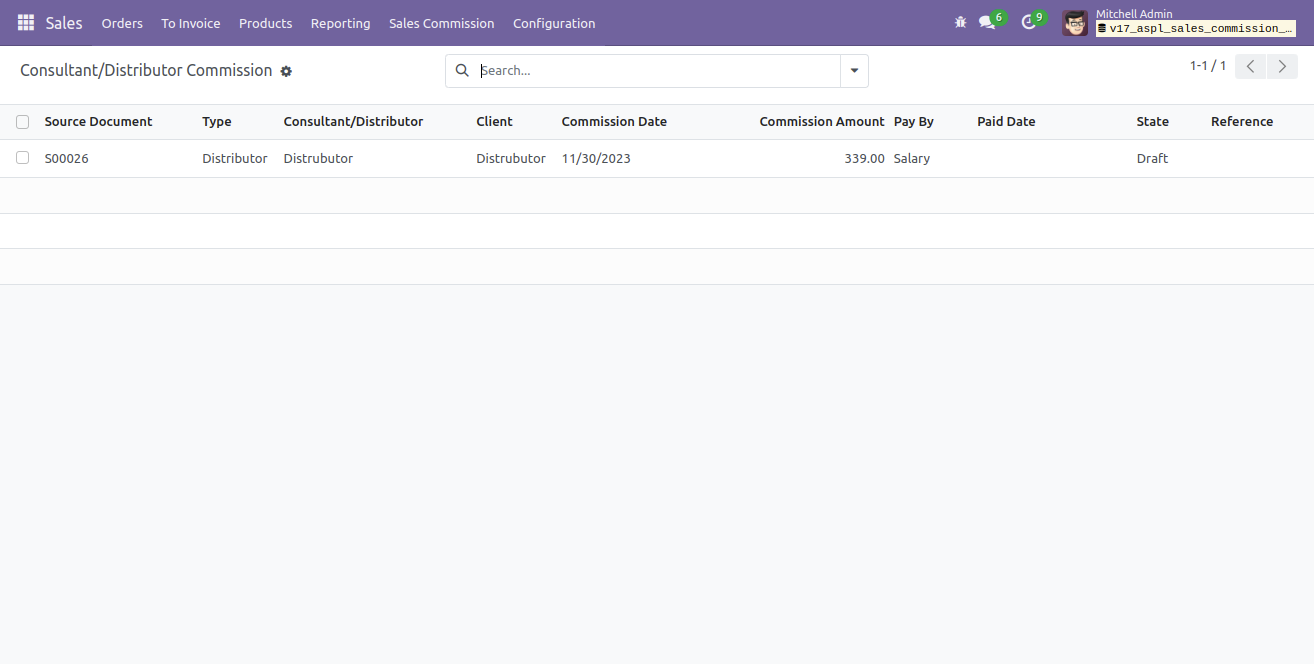 Sales Orders To Invoice Products Reporting Sales Commission Configuration 6 9 Mitchell Admin
v17_aspl_sales_commission_…
Consultant/Distributor Commission Search... 1-1 / 1
Source Document Type Consultant/Distributor Client Commission Date Commission Amount Pay By Paid Date State Reference
S00026 Distributor Distrubutor Distrubutor 11/30/2023 339.00 Salary Draft